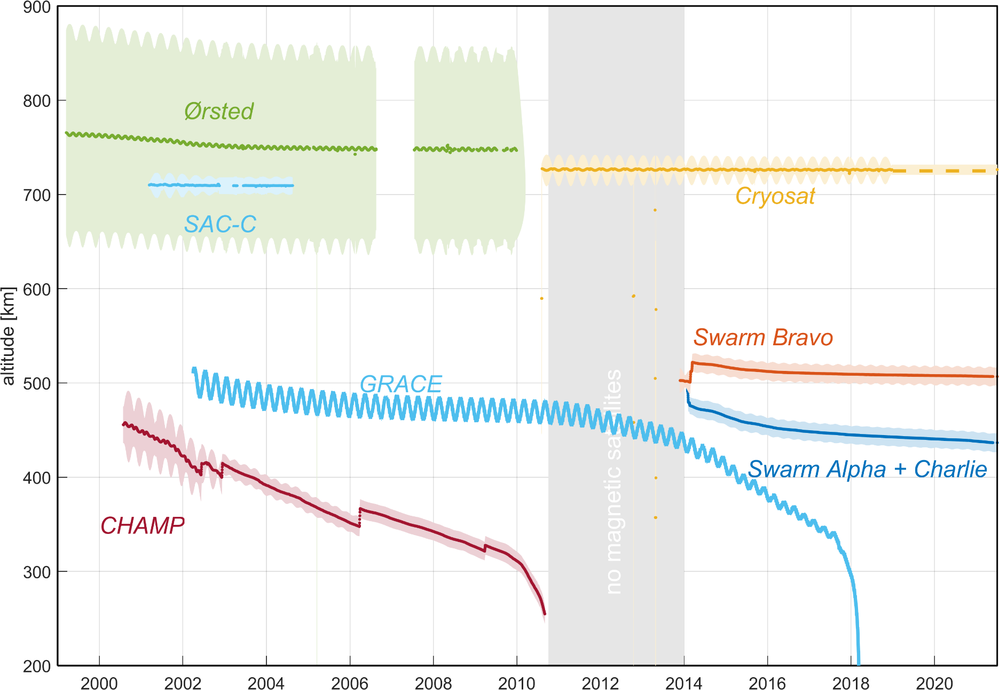 900
800
700
600
500
400
300
200
altitude [km]
Ørsted
SAC-C
Cryosat
Swarm Bravo
GRACE
Swarm Alpha + Charlie
CHAMP
no magnetic satellites
2000 2002 2004 2006 2008 2010 2012 2014 2016 2018 2020